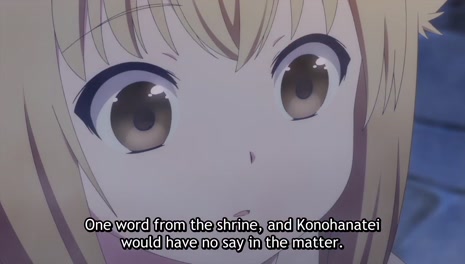 One word from the shrine, and Konohanatei
would have no say in the matter.